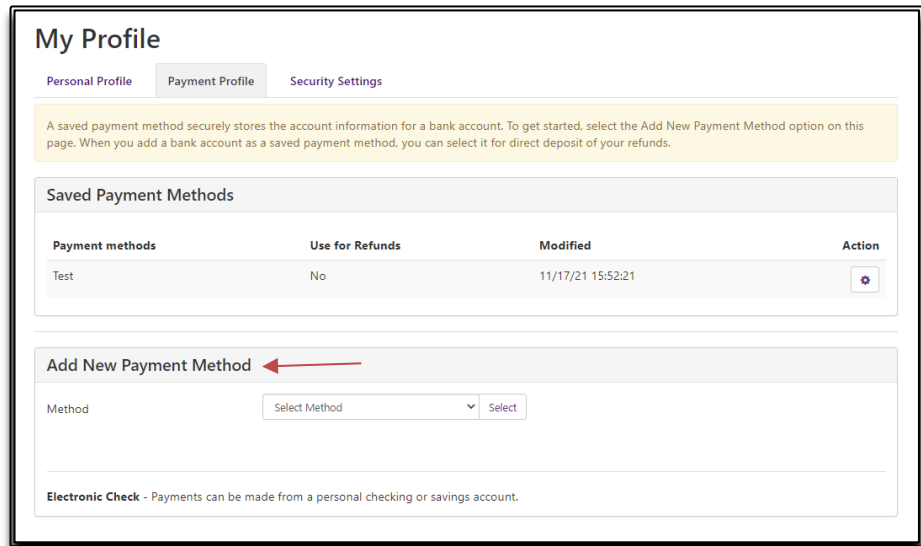 My Profile
Personal Profile Payment Profile Security Settings
A saved payment method securely stores the account information for a bank account. To get started, select the Add New Payment Method option on this
page. When you add a bank account as a saved payment method, you can select it for direct deposit of your refunds.
Saved Payment Methods
Payment methods Use for Refunds Modified Action
Test No 11/17/21 15:52:21
Add New Payment Method
Method Select Method Select
Electronic Check - Payments can be made from a personal checking or savings account.